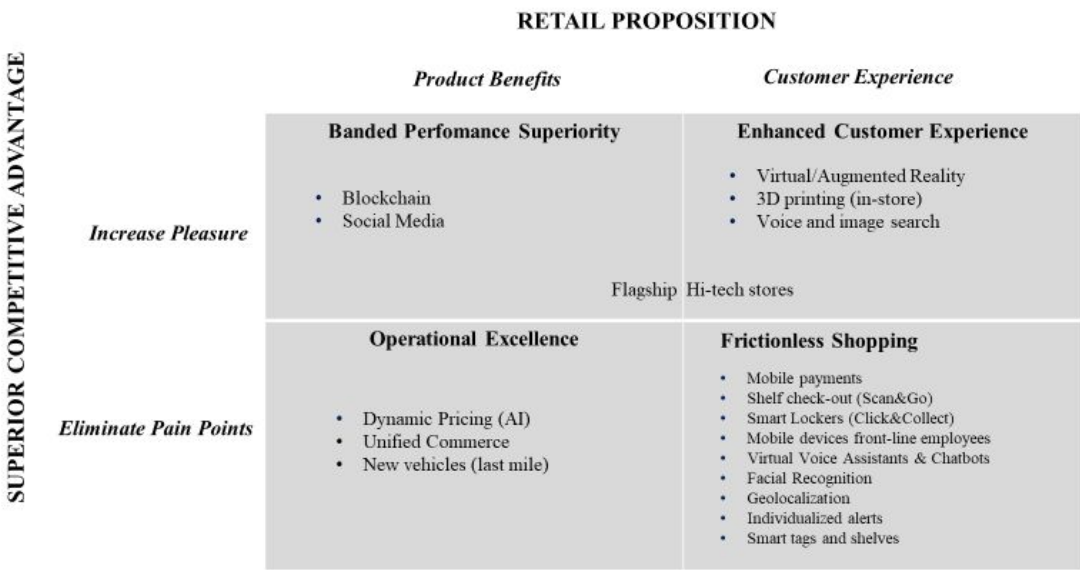 RETAIL PROPOSITION
SUPERIOR COMPETITIVE ADVANTAGE
Product Benefits
Customer Experience
Increase Pleasure
Banded Perfomance Superiority
• Blockchain
• Social Media
Enhanced Customer Experience
• Virtual/Augmented Reality
• 3D printing (in-store)
• Voice and image search
Flagship Hi-tech stores
Eliminate Pain Points
Operational Excellence
• Dynamic Pricing (AI)
• Unified Commerce
• New vehicles (last mile)
Frictionless Shopping
• Mobile payments
• Shelf check-out (Scan&Go)
• Smart Lockers (Click&Collect)
• Mobile devices front-line employees
• Virtual Voice Assistants & Chatbots
• Facial Recognition
• Geolocalization
• Individualized alerts
• Smart tags and shelves